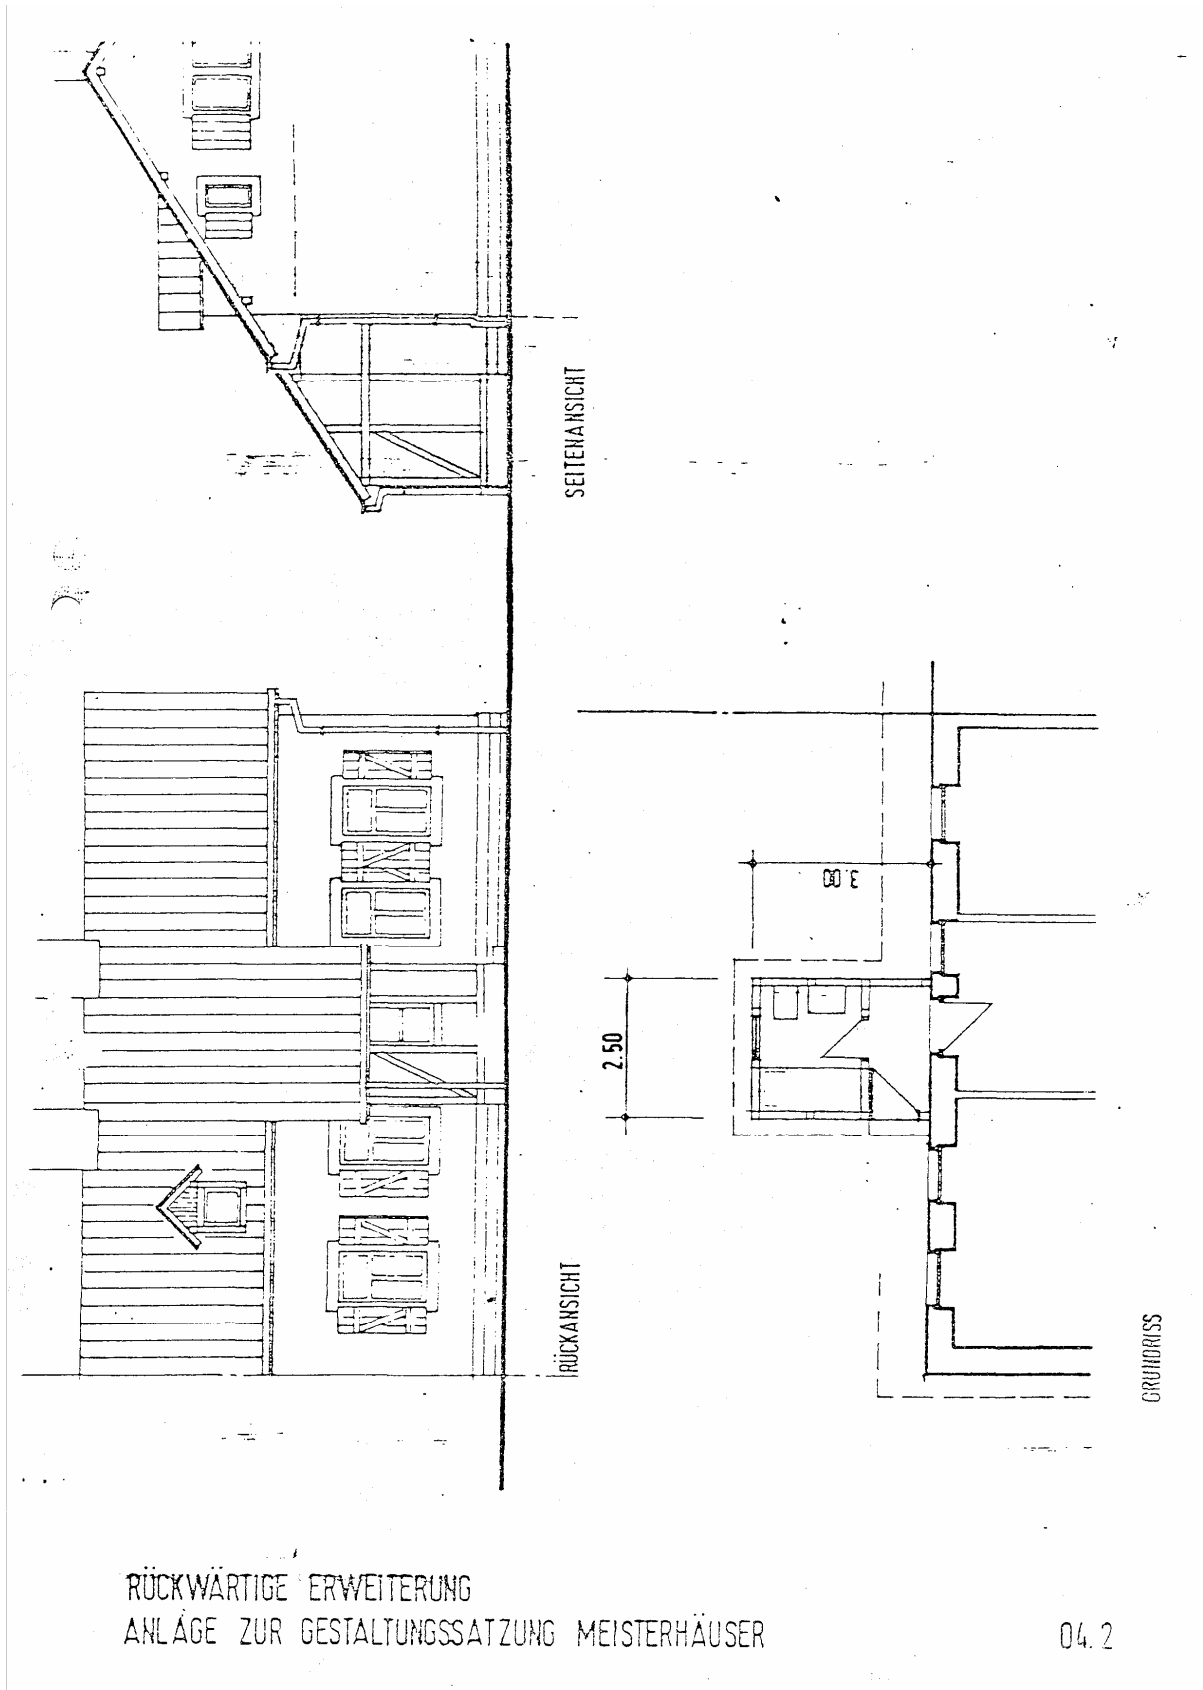 SEITENANSICHT
RÜCKANSICHT
3.00
2.50
GRUNDRISS
RÜCKWÄRTIGE ERWEITERUNG
ANLAGE ZUR GESTALTUNGSSATZUNG MEISTERHÄUSER
04.2